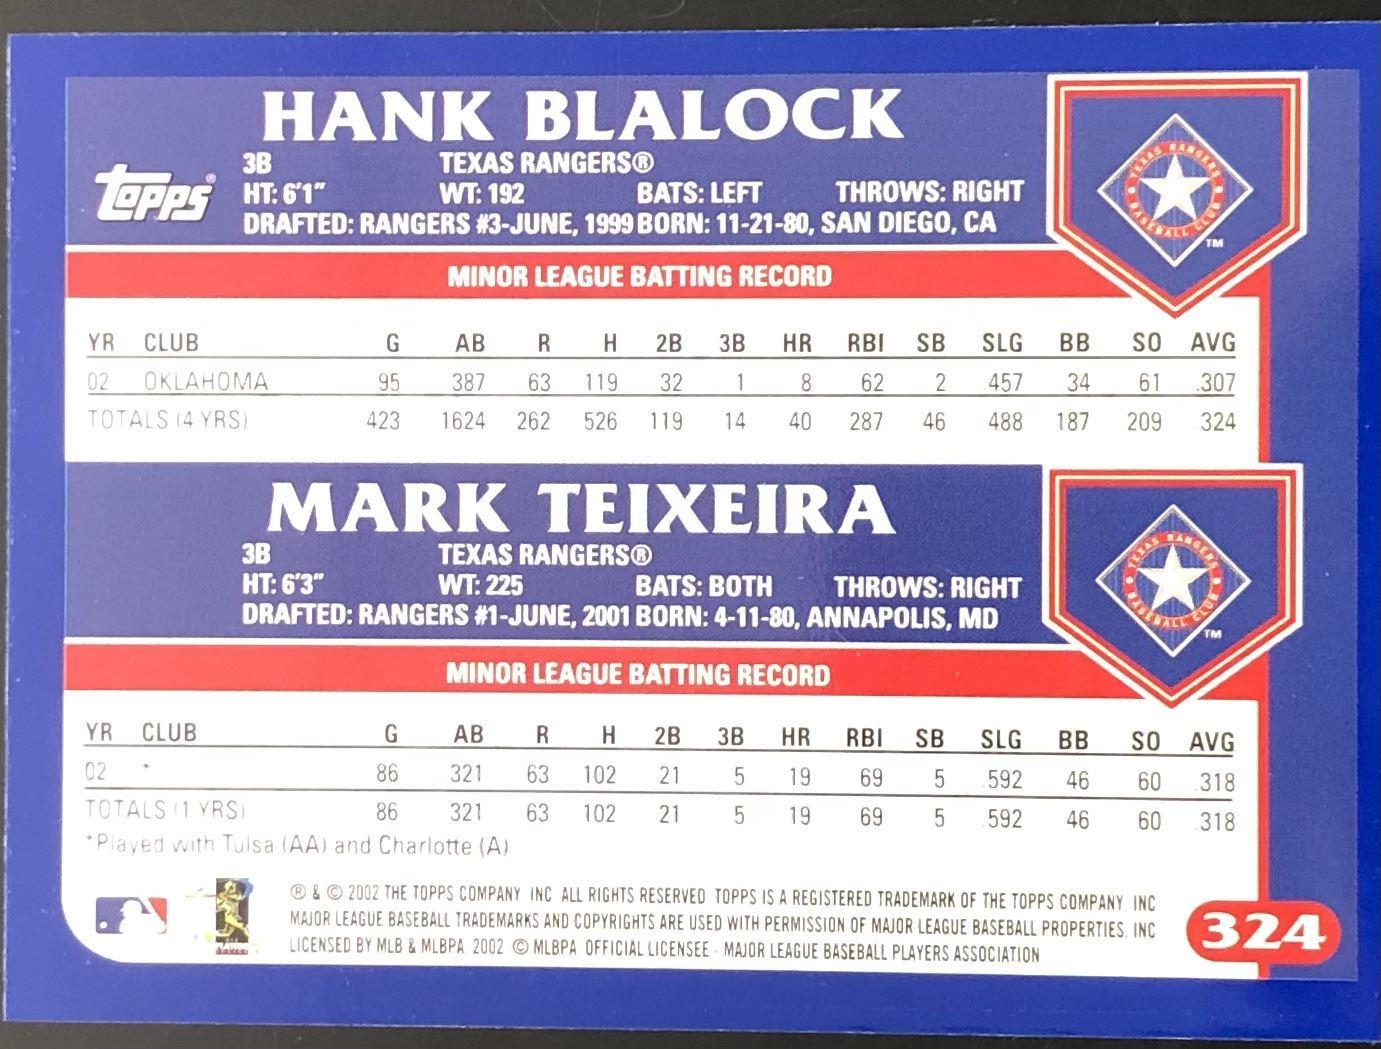 HANK BLALOCK
Topps
3B TEXAS RANGERS®
HT: 6'1" WT: 192 BATS: LEFT THROWS: RIGHT
DRAFTED: RANGERS #3-JUNE, 1999 BORN: 11-21-80, SAN DIEGO, CA
TEXAS RANGERS BASEBALL CLUB TM
MINOR LEAGUE BATTING RECORD
YR CLUB G AB R H 2B 3B HR RBI SB SLG BB SO AVG
02 OKLAHOMA 95 387 63 119 32 1 8 62 2 .457 34 61 .307
TOTALS (4 YRS) 423 1624 262 526 119 14 40 287 46 .488 187 209 .324
MARK TEIXEIRA
3B TEXAS RANGERS®
HT: 6'3" WT: 225 BATS: BOTH THROWS: RIGHT
DRAFTED: RANGERS #1-JUNE, 2001 BORN: 4-11-80, ANNAPOLIS, MD
TEXAS RANGERS BASEBALL CLUB TM
MINOR LEAGUE BATTING RECORD
YR CLUB G AB R H 2B 3B HR RBI SB SLG BB SO AVG
02 * 86 321 63 102 21 5 19 69 5 .592 46 60 .318
TOTALS (1 YRS) 86 321 63 102 21 5 19 69 5 .592 46 60 .318
*Played with Tulsa (AA) and Charlotte (A)
® & © 2002 THE TOPPS COMPANY, INC. ALL RIGHTS RESERVED. TOPPS IS A REGISTERED TRADEMARK OF THE TOPPS COMPANY, INC.
MAJOR LEAGUE BASEBALL TRADEMARKS AND COPYRIGHTS ARE USED WITH PERMISSION OF MAJOR LEAGUE BASEBALL PROPERTIES, INC.
LICENSED BY MLB & MLBPA 2002 © MLBPA OFFICIAL LICENSEE - MAJOR LEAGUE BASEBALL PLAYERS ASSOCIATION
324